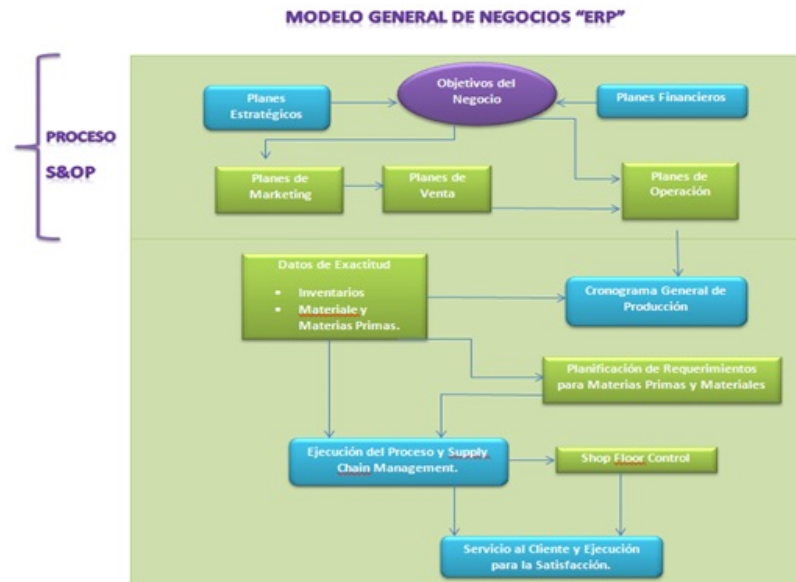 MODELO GENERAL DE NEGOCIOS “ERP”
PROCESO
S&OP
Planes
Estratégicos
Objetivos del
Negocio
Planes Financieros
Planes de
Marketing
Planes de
Venta
Planes de
Operación
Datos de Exactitud
• Inventarios
• Materiale y
Materias Primas.
Cronograma General de
Producción
Planificación de Requerimientos
para Materias Primas y Materiales
Ejecución del Proceso y Supply
Chain Management.
Shop Floor Control
Servicio al Cliente y Ejecución
para la Satisfacción.